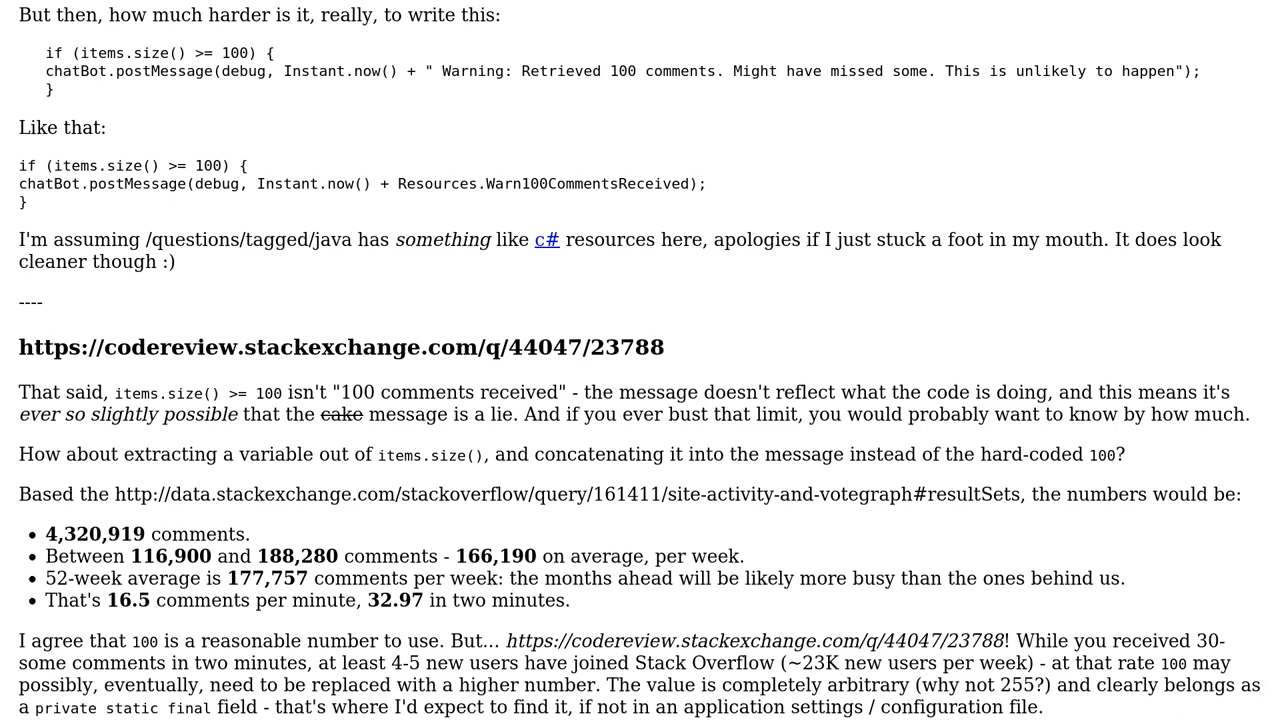 But then, how much harder is it, really, to write this:
if (items.size() >= 100) {
chatBot.postMessage(debug, Instant.now() + " Warning: Retrieved 100 comments. Might have missed some. This is unlikely to happen");
}
Like that:
if (items.size() >= 100) {
chatBot.postMessage(debug, Instant.now() + Resources.Warn100CommentsReceived);
}
I'm assuming /questions/tagged/java has something like c# resources here, apologies if I just stuck a foot in my mouth. It does look
cleaner though :)
----
https://codereview.stackexchange.com/q/44047/23788
That said, items.size() >= 100 isn't "100 comments received" - the message doesn't reflect what the code is doing, and this means it's
ever so slightly possible that the cake message is a lie. And if you ever bust that limit, you would probably want to know by how much.
How about extracting a variable out of items.size(), and concatenating it into the message instead of the hard-coded 100?
Based the http://data.stackexchange.com/stackoverflow/query/161411/site-activity-and-votegraph#resultSets, the numbers would be:
• 4,320,919 comments.
• Between 116,900 and 188,280 comments - 166,190 on average, per week.
• 52-week average is 177,757 comments per week: the months ahead will be likely more busy than the ones behind us.
• That's 16.5 comments per minute, 32.97 in two minutes.
I agree that 100 is a reasonable number to use. But... https://codereview.stackexchange.com/q/44047/23788! While you received 30-
some comments in two minutes, at least 4-5 new users have joined Stack Overflow (~23K new users per week) - at that rate 100 may
possibly, eventually, need to be replaced with a higher number. The value is completely arbitrary (why not 255?) and clearly belongs as
a private static final field - that's where I'd expect to find it, if not in an application settings / configuration file.